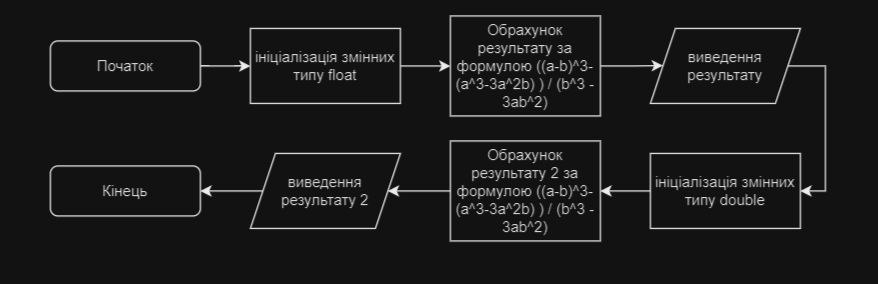 Початок
ініціалізація змінних
типу float
Обрахунок
результату за
формулою ((a-b)^3-
(a^3-3a^2b) ) / (b^3 -
3ab^2)
виведення
результату
ініціалізація змінних
типу double
Обрахунок
результату 2 за
формулою ((a-b)^3-
(a^3-3a^2b) ) / (b^3 -
3ab^2)
виведення
результату 2
Кінець